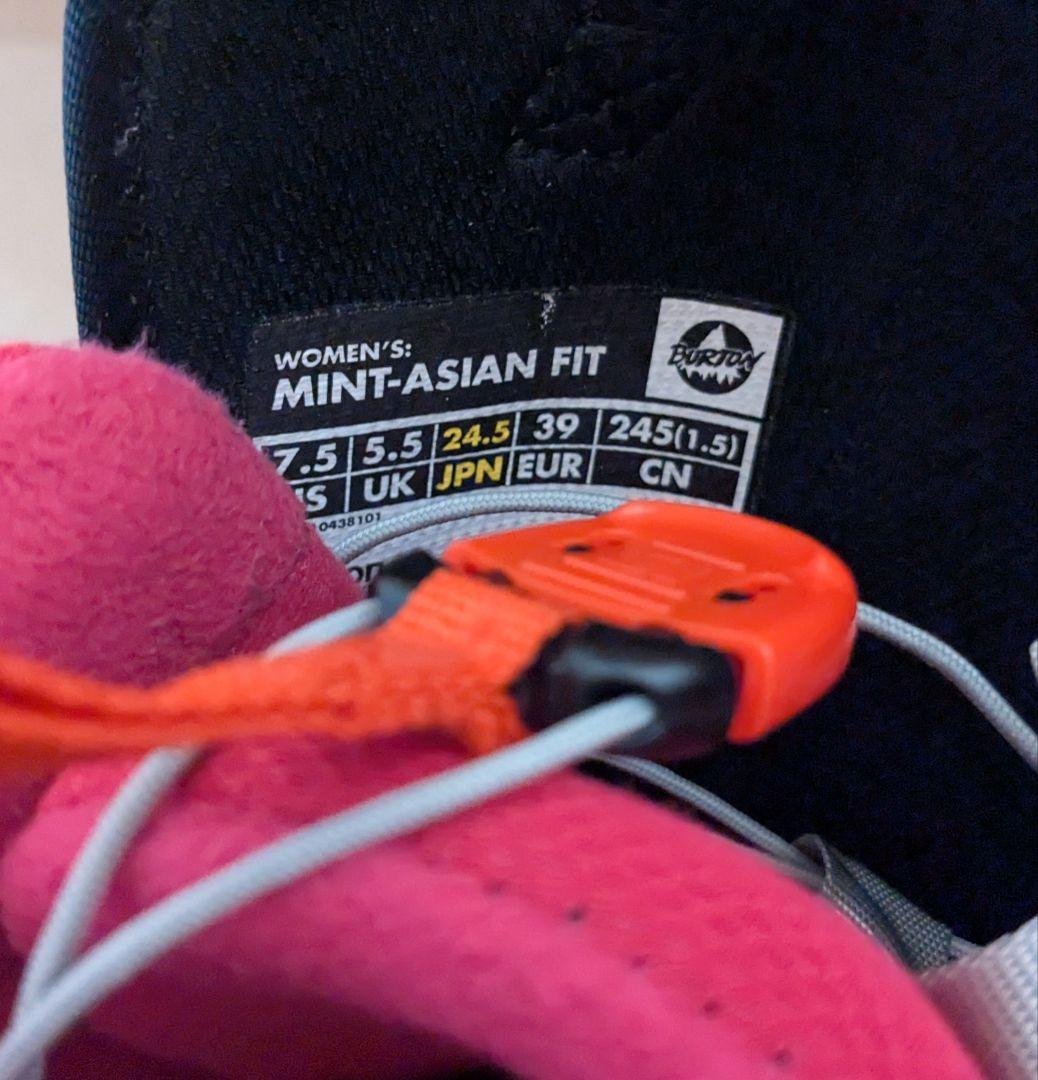 WOMEN'S:
MINT-ASIAN FIT
BURTON
7.5 5.5 24.5 39 245(1.5)
UK JPN EUR CN
10438101